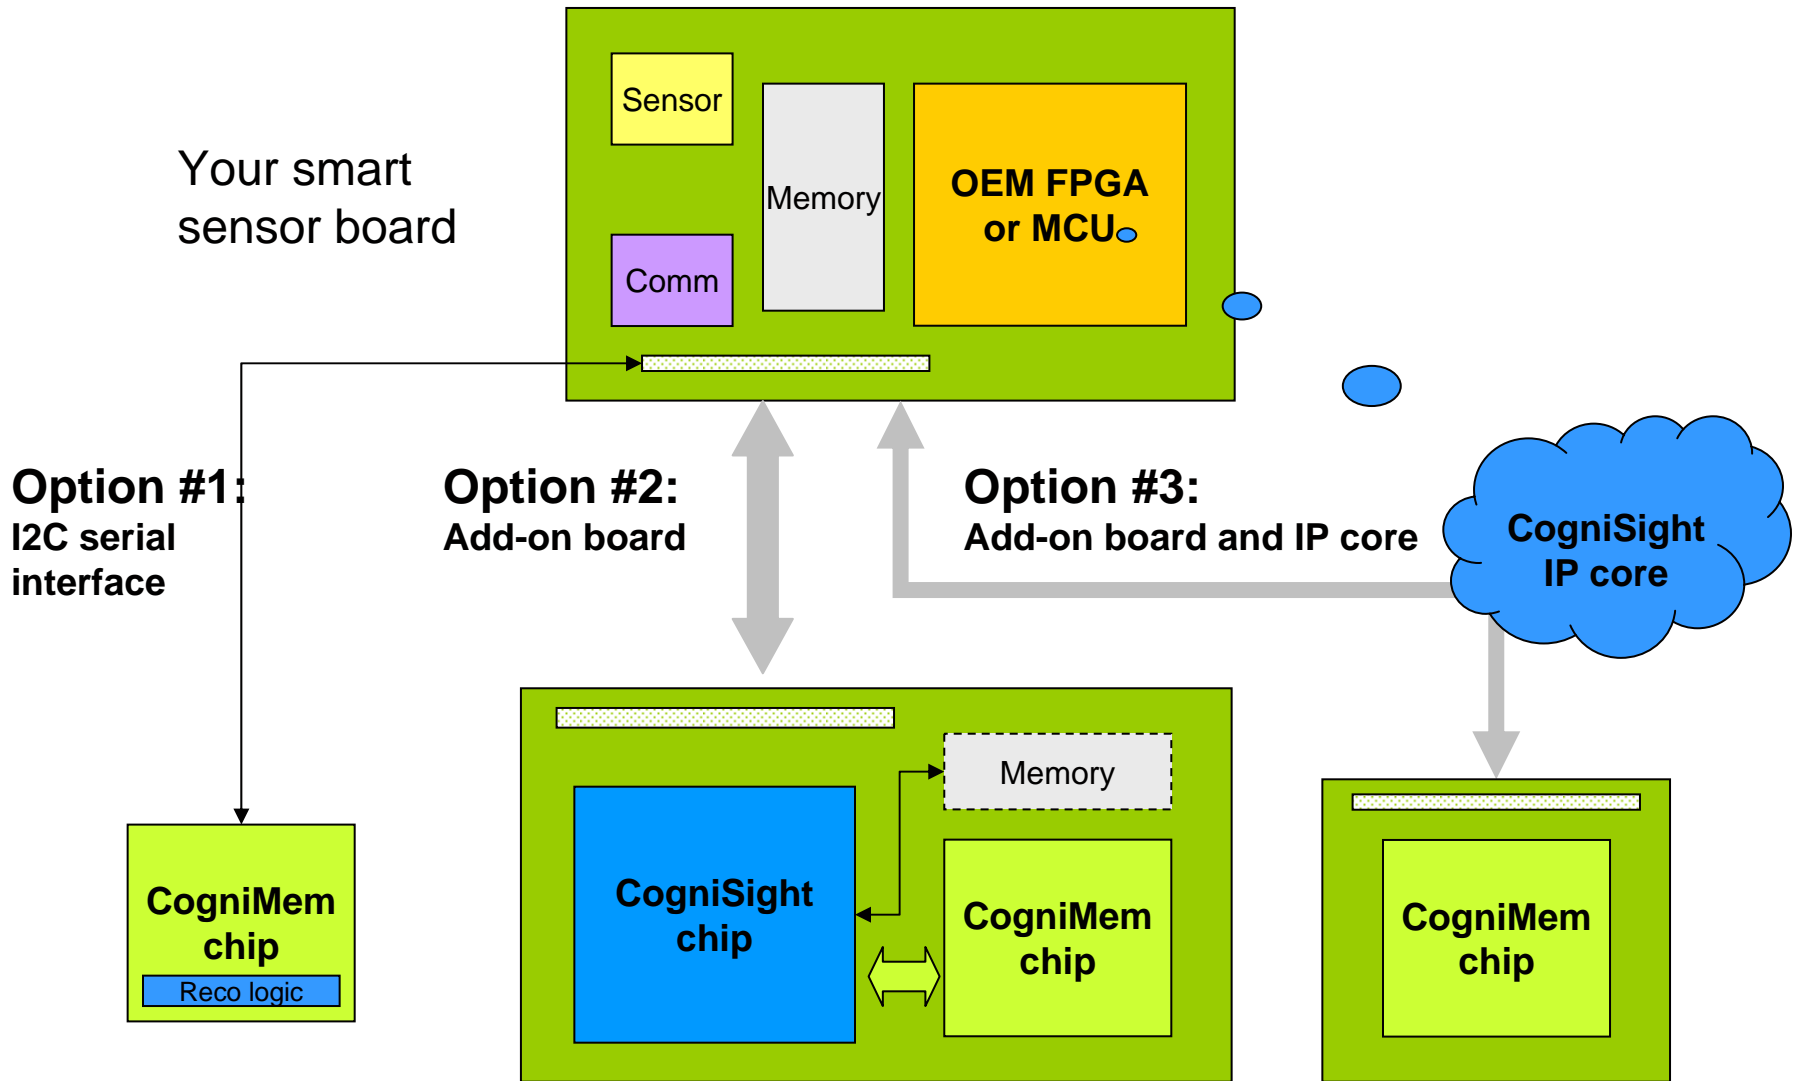 Sensor
Your smart
sensor board
Memory
OEM FPGA
or MCU
Comm
Option #1:
I2C serial
interface
Option #2:
Add-on board
Option #3:
Add-on board and IP core
CogniSight
IP core
Memory
CogniMem
chip
Reco logic
CogniSight
chip
CogniMem
chip
CogniMem
chip